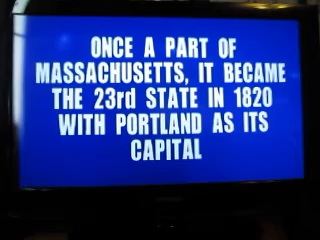 ONCE A PART OF
MASSACHUSETTS, IT BECAME
THE 23rd STATE IN 1820
WITH PORTLAND AS ITS
CAPITAL